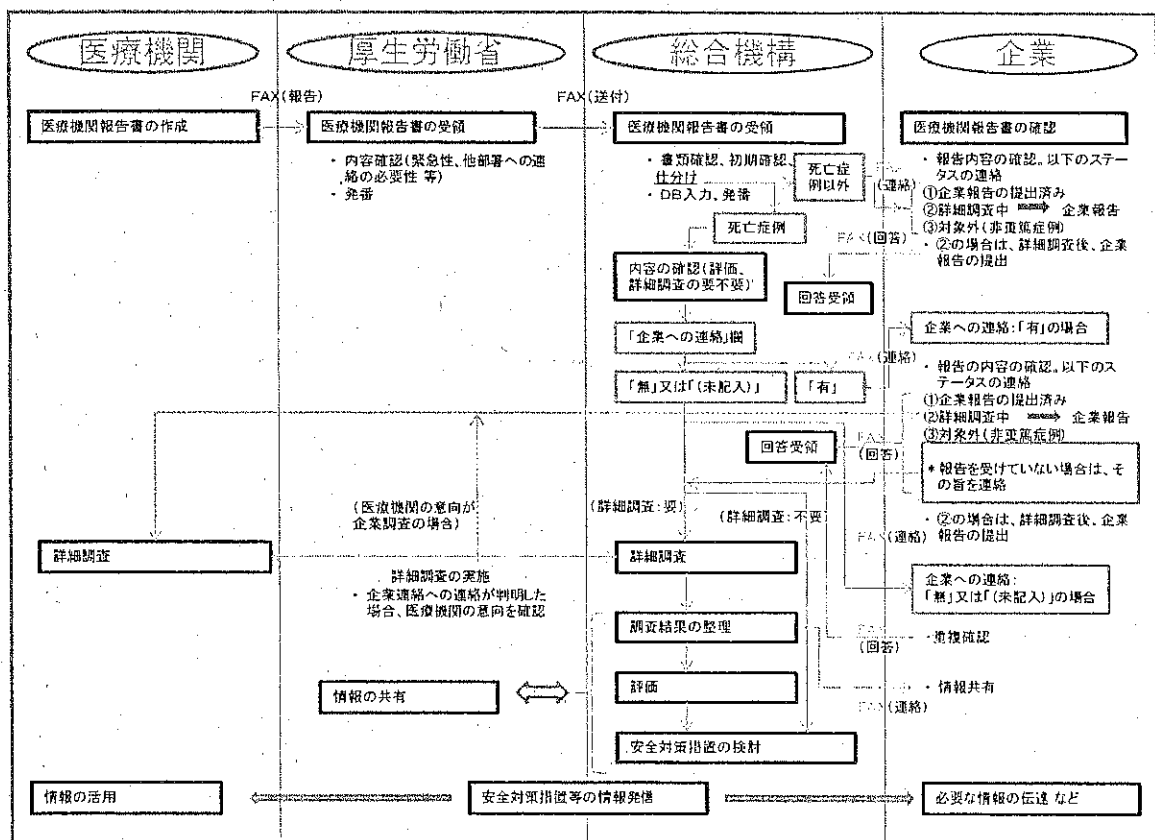 医療機関
厚生労働省
総合機構
企業
FAX(報告)
FAX(送付)
医療機関報告書の作成
医療機関報告書の受領
医療機関報告書の受領
医療機関報告書の確認
・内容確認(緊急性、他部署への連
絡の必要性 等)
・発番
・書類確認、初期確認、
仕分け
・DB入力、発番
死亡症
例以外
(連絡)
・報告内容の確認。以下のステー
タスの連絡
①企業報告の提出済み
②詳細調査中 ⇒ 企業報告
③対象外(非重篤症例)
・②の場合は、詳細調査後、企業
報告の提出
死亡症例
FAX(回答)
内容の確認(評価、
詳細調査の要不要)
回答受領
「企業への連絡」欄
企業への連絡:「有」の場合
FAX(連絡)
「無」又は「(未記入)」
「有」
・報告の内容の確認。以下のス
テータスの連絡
①企業報告の提出済み
②詳細調査中 ⇒ 企業報告
③対象外(非重篤症例)
回答受領
FAX
(回答)
*報告を受けていない場合は、そ
の旨を連絡
(医療機関の意向が
企業調査の場合)
(詳細調査:要)
(詳細調査:不要)
・②の場合は、詳細調査後、企業
報告の提出
FAX(連絡)
詳細調査
詳細調査
詳細調査の実施
・企業連絡への連絡が判明した
場合、医療機関の意向を確認
企業への連絡:
「無」又は「(未記入)」の場合
調査結果の整理
FAX
(回答)
・重複確認
情報の共有
評価
・情報共有
FAX(連絡)
安全対策措置の検討
情報の活用
安全対策措置等の情報発信
必要な情報の伝達 など